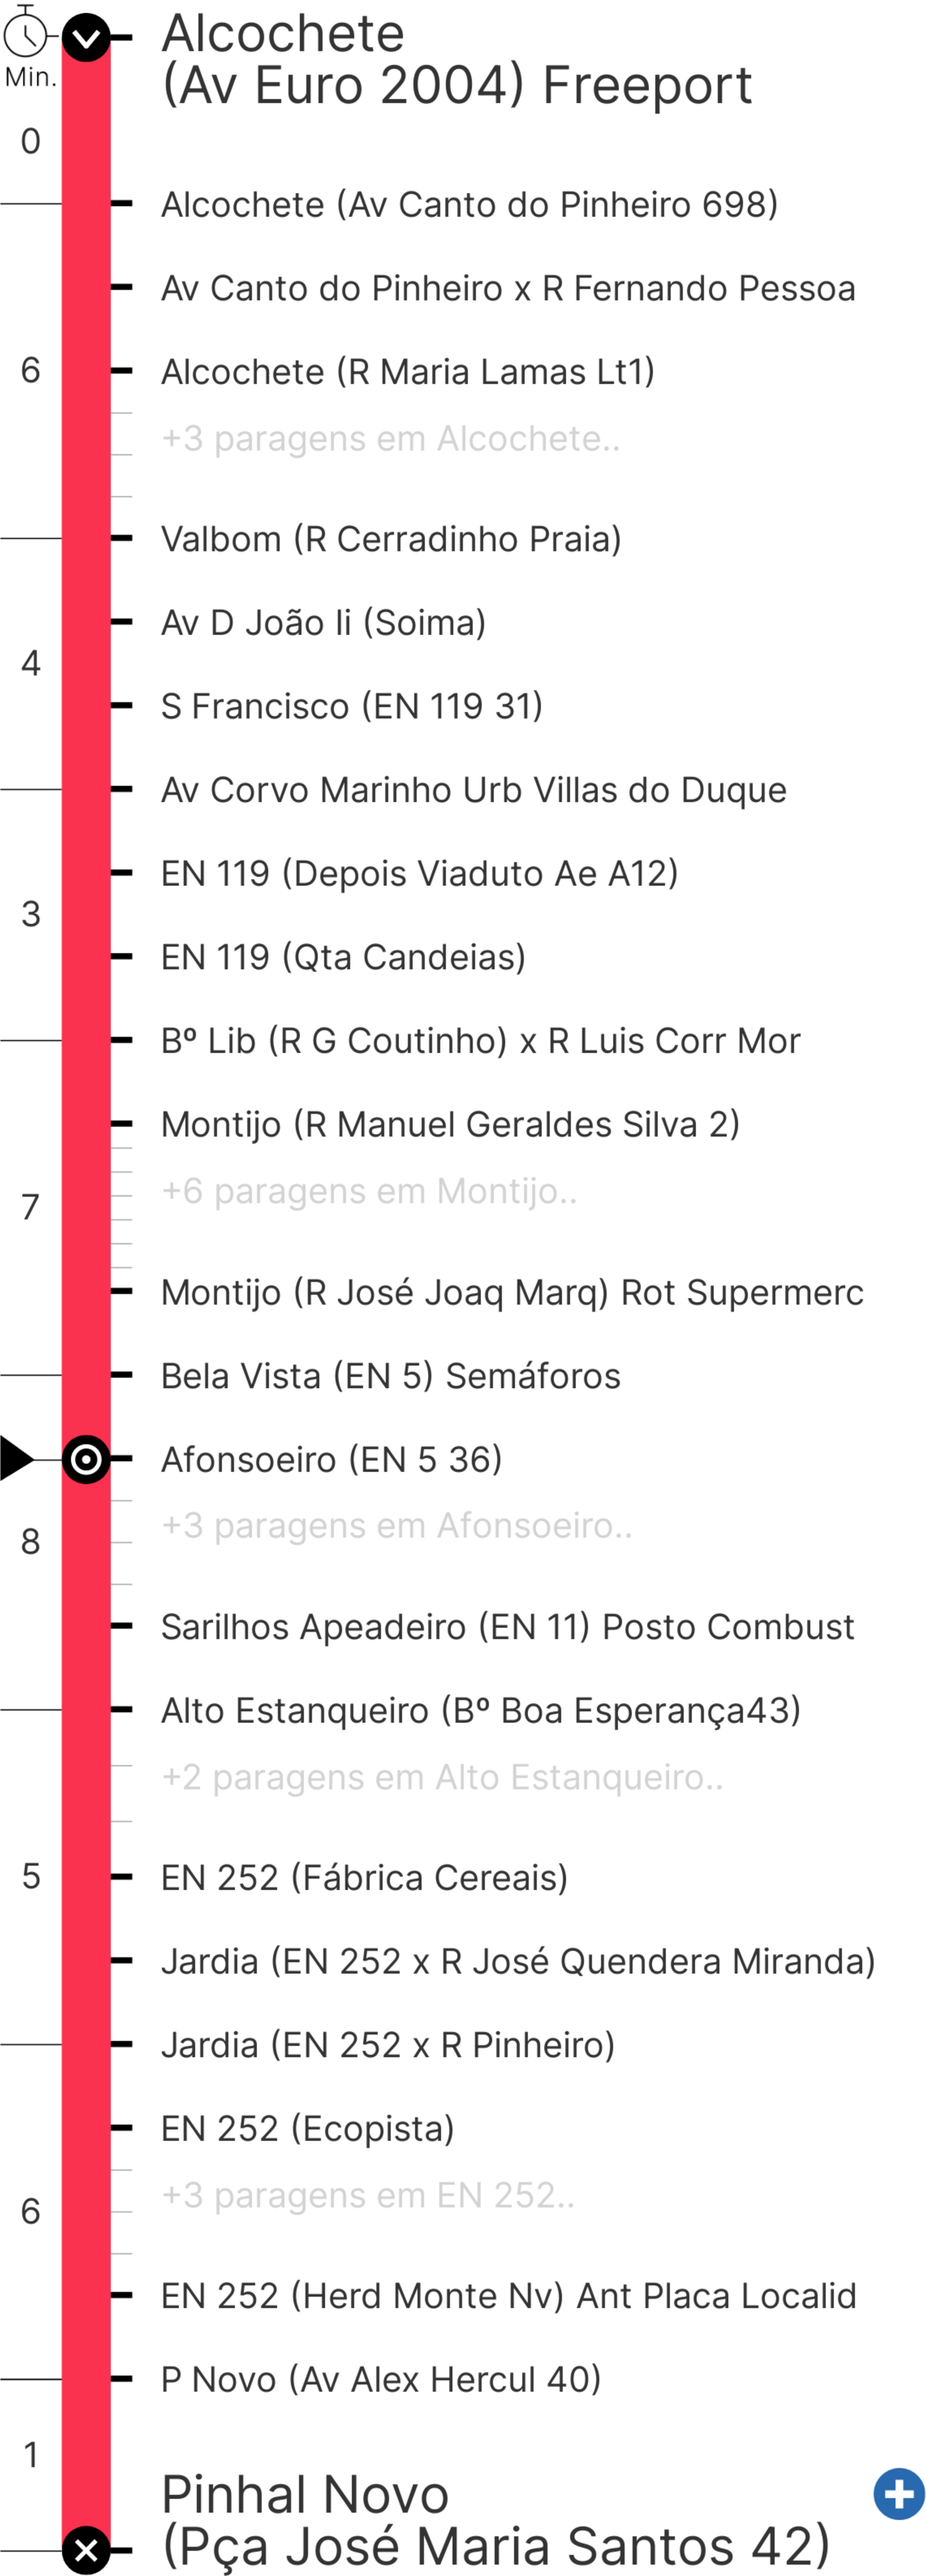 Alcochete
Min.
(Av Euro 2004) Freeport
0
Alcochete (Av Canto do Pinheiro 698)
Av Canto do Pinheiro x R Fernando Pessoa
6
Alcochete (R Maria Lamas Lt1)
+3 paragens em Alcochete..
Valbom (R Cerradinho Praia)
Av D João Ii (Soima)
4
S Francisco (EN 119 31)
Av Corvo Marinho Urb Villas do Duque
EN 119 (Depois Viaduto Ae A12)
3
EN 119 (Qta Candeias)
Bº Lib (R G Coutinho) x R Luis Corr Mor
Montijo (R Manuel Geraldes Silva 2)
+6 paragens em Montijo..
7
Montijo (R José Joaq Marq) Rot Supermerc
Bela Vista (EN 5) Semáforos
Afonsoeiro (EN 5 36)
+3 paragens em Afonsoeiro..
8
Sarilhos Apeadeiro (EN 11) Posto Combust
Alto Estanqueiro (Bº Boa Esperança43)
+2 paragens em Alto Estanqueiro..
5
EN 252 (Fábrica Cereais)
Jardia (EN 252 x R José Quendera Miranda)
Jardia (EN 252 x R Pinheiro)
EN 252 (Ecopista)
+3 paragens em EN 252..
6
EN 252 (Herd Monte Nv) Ant Placa Localid
P Novo (Av Alex Hercul 40)
1
Pinhal Novo
(Pça José Maria Santos 42)